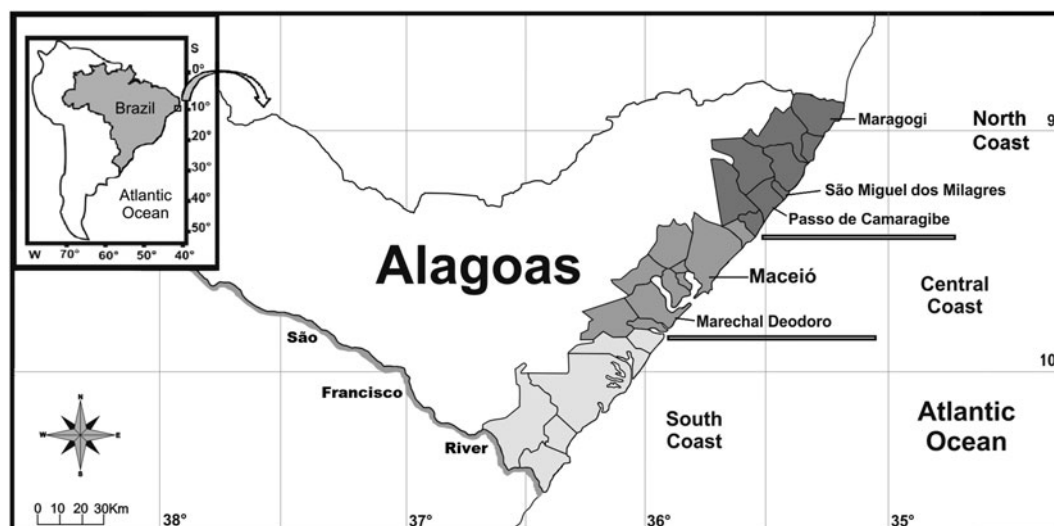 S
0°
10°
20°
30°
40°
50°
Brazil
Atlantic
Ocean
W 70° 60° 50° 40°
Alagoas
Maragogi
North
Coast
9
São Miguel dos Milagres
Passo de Camaragibe
Maceió
Central
Coast
Marechal Deodoro
São
Francisco
River
10
South
Coast
Atlantic
Ocean
N
W E
S
0 10 20 30Km
38° 37° 36° 35°